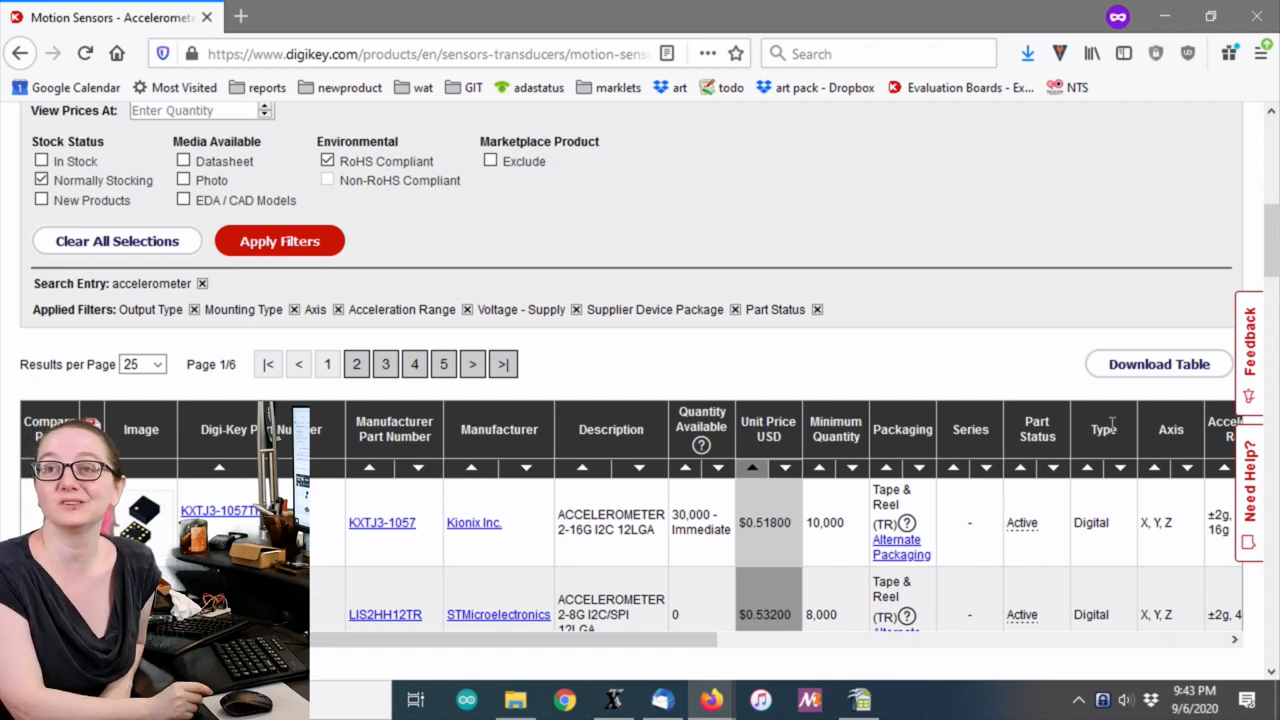 Motion Sensors - Acceleromete
https://www.digikey.com/products/en/sensors-transducers/motion-sens
Search
Google Calendar Most Visited reports newproduct wat GIT adastatus marklets art todo art pack - Dropbox Evaluation Boards - Ex... NTS
View Prices At: Enter Quantity
Stock Status Media Available Environmental Marketplace Product
In Stock Datasheet RoHS Compliant Exclude
Normally Stocking Photo Non-RoHS Compliant
New Products EDA / CAD Models
Clear All Selections Apply Filters
Search Entry: accelerometer
Applied Filters: Output Type Mounting Type Axis Acceleration Range Voltage - Supply Supplier Device Package Part Status
Feedback
Results per Page 25 Page 1/6 |< < 1 2 3 4 5 > >| Download Table
Image
Manufacturer Part Number
Manufacturer
Description
Quantity Available ?
Unit Price USD
Minimum Quantity
Packaging
Series
Part Status
Type
Axis
Need Help?
KXTJ3-1057
Kionix Inc.
ACCELEROMETER
2-16G I2C 12LGA
30,000 -
Immediate
$0.51800
10,000
Tape &
Reel
(TR) ?
Alternate
Packaging
-
Active
Digital
X, Y, Z
±2g,
16g
LIS2HH12TR
STMicroelectronics
ACCELEROMETER
2-8G I2C/SPI
12LGA
0
$0.53200
8,000
Tape &
Reel
(TR) ?
-
Active
Digital
X, Y, Z
±2g, 4
9:43 PM
9/6/2020